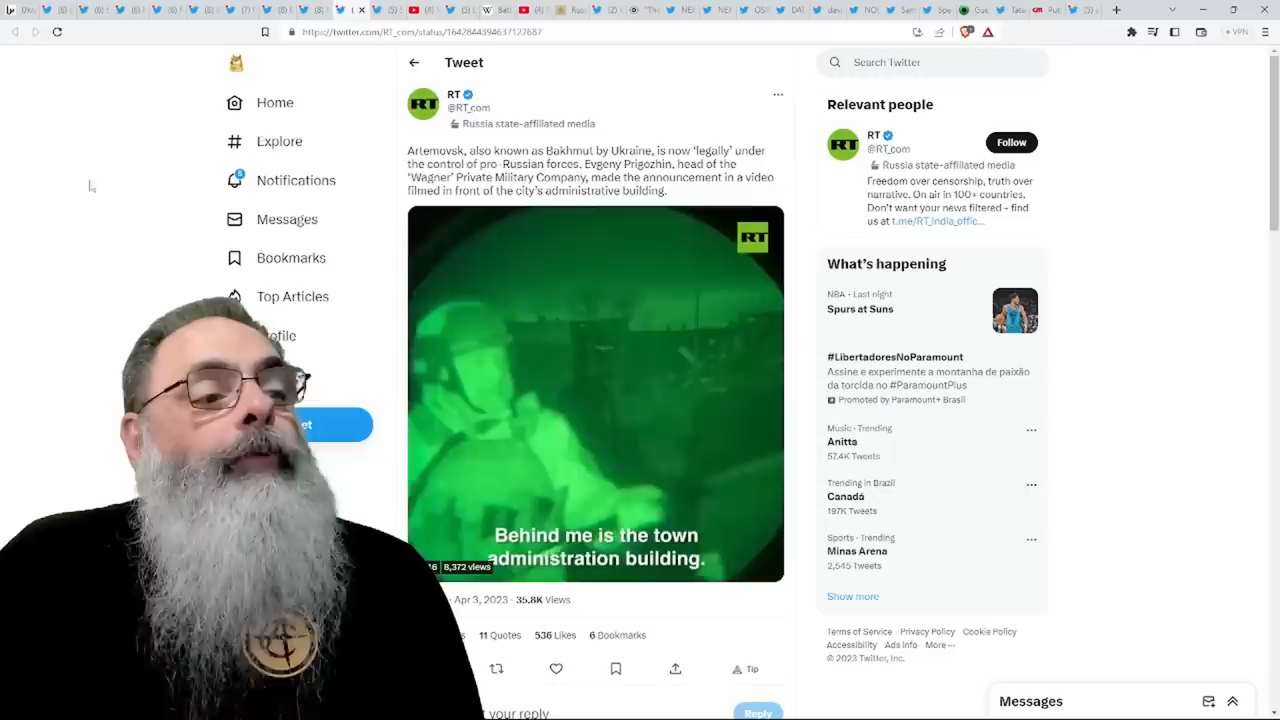 https://twitter.com/RT_com/status/1642844394637127687
VPN
Home
Explore
Notifications
Messages
Bookmarks
Top Articles
Tweet
RT
@RT_com
Russia state-affiliated media
Artemovsk, also known as Bakhmut by Ukraine, is now 'legally' under
the control of pro-Russian forces. Evgeny Prigozhin, head of the
'Wagner' Private Military Company, made the announcement in a video
filmed in front of the city's administrative building.
RT
Behind me is the town
administration building.
8,372 views
Apr 3, 2023 · 35.8K Views
11 Quotes 536 Likes 6 Bookmarks
Tip
your reply
Reply
Search Twitter
Relevant people
RT
@RT_com
Follow
Russia state-affiliated media
Freedom over censorship, truth over
narrative. On air in 100+ countries.
Don't want your news filtered - find
us at t.me/RT_India_offic...
What's happening
NBA · Last night
Spurs at Suns
#LibertadoresNoParamount
Assine e experimente a montanha de paixão
da torcida no #ParamountPlus
Promoted by Paramount+ Brasil
Music · Trending
Anitta
57.4K Tweets
Trending in Brazil
Canadá
197K Tweets
Sports · Trending
Minas Arena
2,545 Tweets
Show more
Terms of Service Privacy Policy Cookie Policy
Accessibility Ads info More ···
© 2023 Twitter, Inc.
Messages